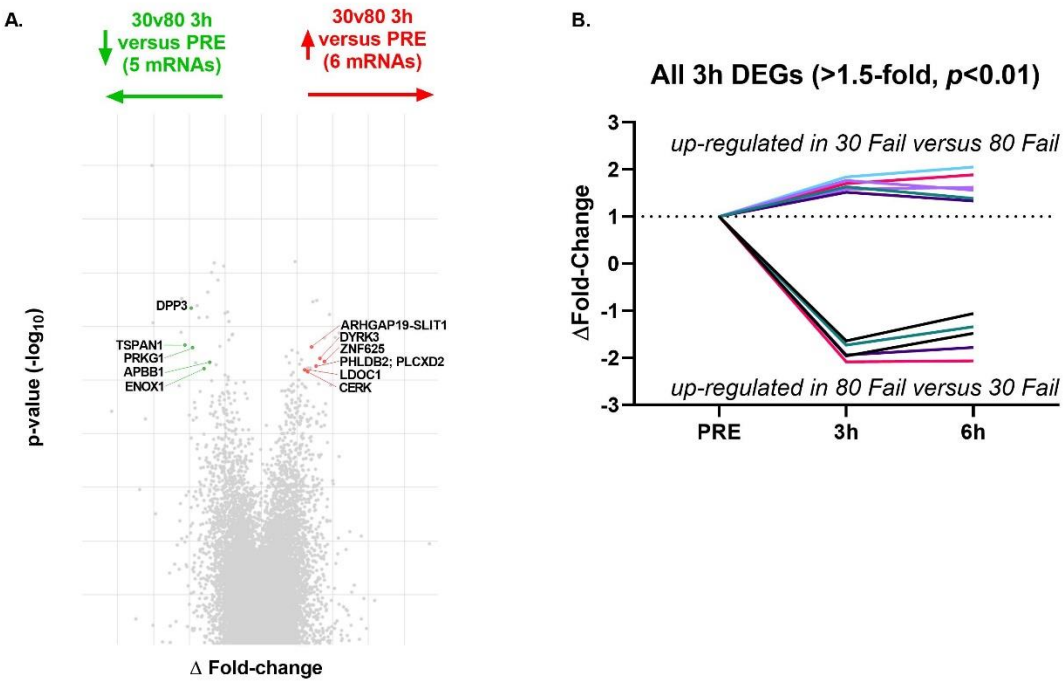 A.
30v80 3h
versus PRE
(5 mRNAs)
30v80 3h
versus PRE
(6 mRNAs)
p-value (-log10)
DPP3
TSPAN1
PRKG1
APBB1
ENOX1
ARHGAP19-SLIT1
DYRK3
ZNF625
PHLDB2; PLCXD2
LDOC1
CERK
Δ Fold-change
B.
All 3h DEGs (>1.5-fold, p<0.01)
up-regulated in 30 Fail versus 80 Fail
ΔFold-Change
3
2
1
0
-1
-2
-3
up-regulated in 80 Fail versus 30 Fail
PRE 3h 6h